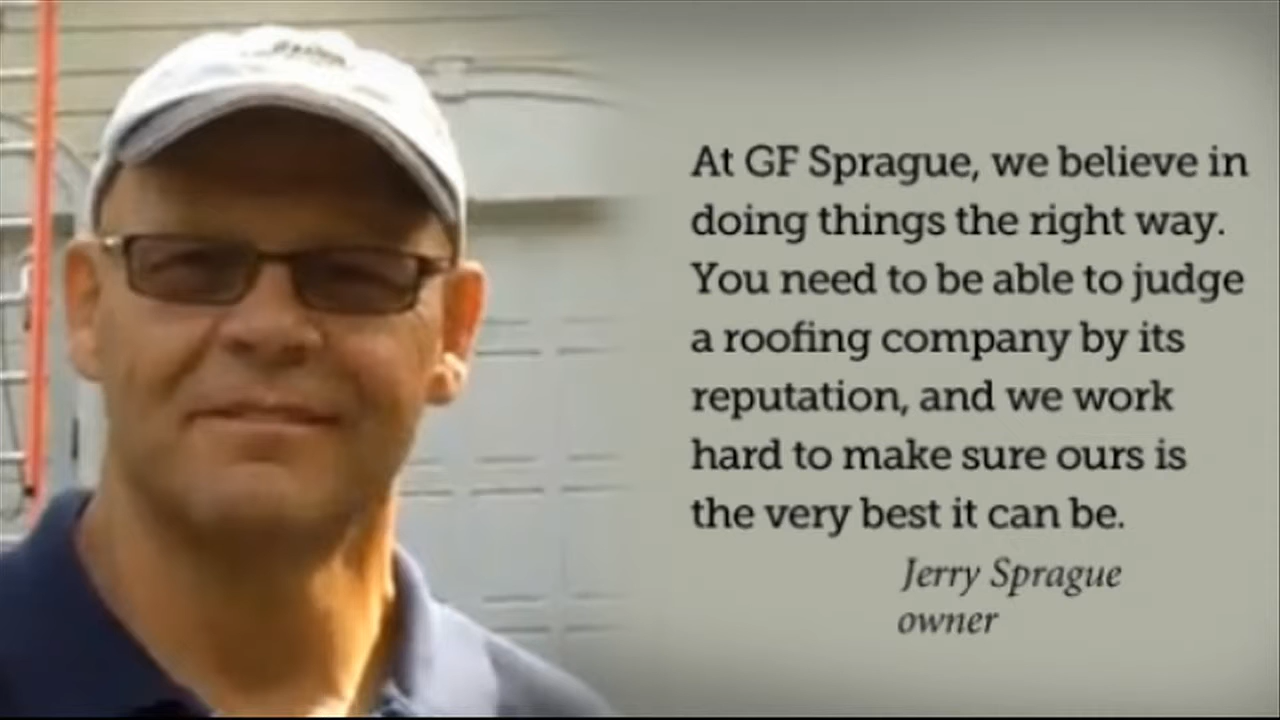 At GF Sprague, we believe in
doing things the right way.
You need to be able to judge
a roofing company by its
reputation, and we work
hard to make sure ours is
the very best it can be.
Jerry Sprague
owner